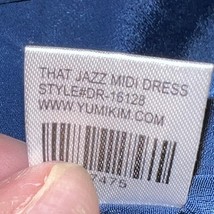 THAT JAZZ MIDI DRESS
STYLE#DR-16128
WWW.YUMIKIM.COM
7475